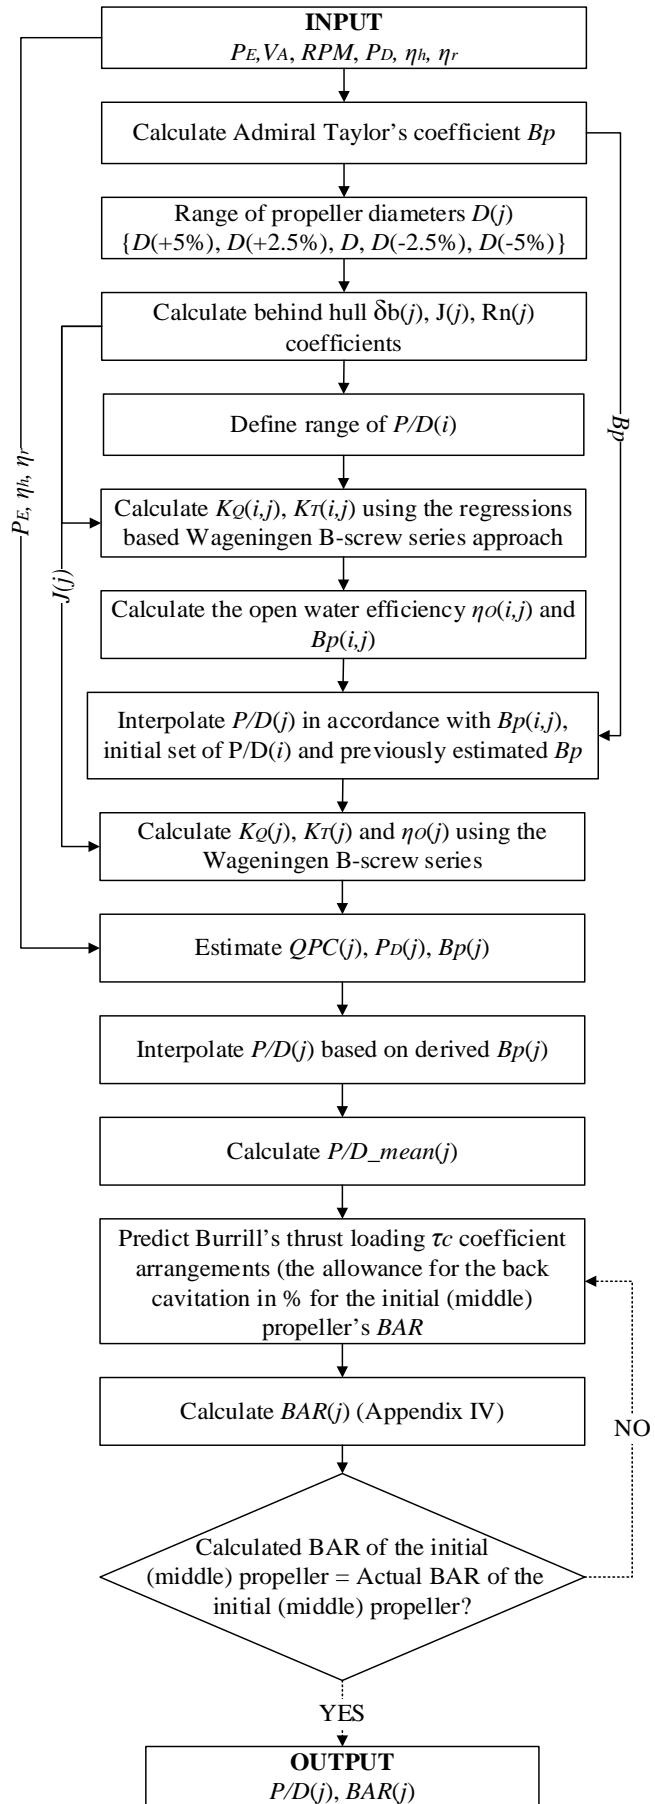 INPUT
PE,VA, RPM, PD, ηh, ηr
Calculate Admiral Taylor's coefficient Bp
Range of propeller diameters D(j)
{D(+5%), D(+2.5%), D, D(-2.5%), D(-5%)}
Calculate behind hull δb(j), J(j), Rn(j)
coefficients
Define range of P/D(i)
Bp
PE, ηh, ηr
Calculate KQ(i,j), KT(i,j) using the regressions
based Wageningen B-screw series approach
J(j)
Calculate the open water efficiency ηO(i,j) and
Bp(i,j)
Interpolate P/D(j) in accordance with Bp(i,j),
initial set of P/D(i) and previously estimated Bp
Calculate KQ(j), KT(j) and ηO(j) using the
Wageningen B-screw series
Estimate QPC(j), PD(j), Bp(j)
Interpolate P/D(j) based on derived Bp(j)
Calculate P/D_mean(j)
Predict Burrill's thrust loading τc coefficient
arrangements (the allowance for the back
cavitation in % for the initial (middle)
propeller's BAR
Calculate BAR(j) (Appendix IV)
NO
Calculated BAR of the initial
(middle) propeller = Actual BAR of the
initial (middle) propeller?
YES
OUTPUT
P/D(j), BAR(j)